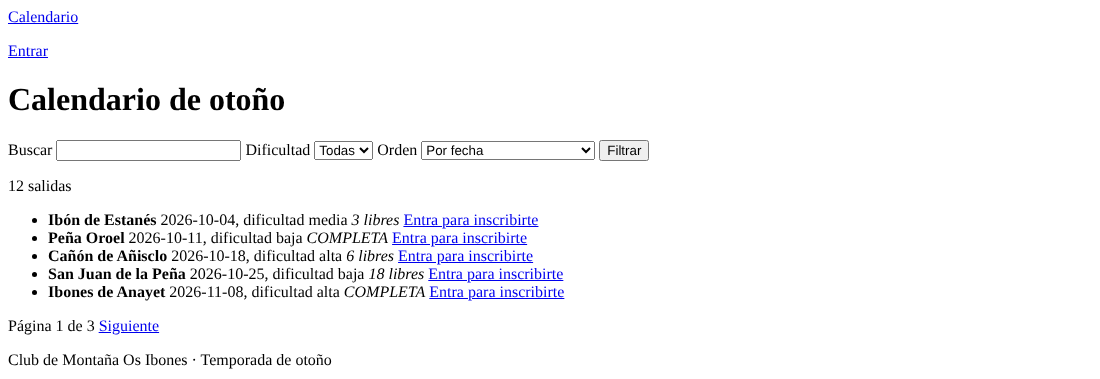 Calendario
Entrar
Calendario de otoño
Buscar Dificultad Todas Orden Por fecha Filtrar
12 salidas
Ibón de Estanés 2026-10-04, dificultad media 3 libres Entra para inscribirte
Peña Oroel 2026-10-11, dificultad baja COMPLETA Entra para inscribirte
Cañón de Añisclo 2026-10-18, dificultad alta 6 libres Entra para inscribirte
San Juan de la Peña 2026-10-25, dificultad baja 18 libres Entra para inscribirte
Ibones de Anayet 2026-11-08, dificultad alta COMPLETA Entra para inscribirte
Página 1 de 3 Siguiente
Club de Montaña Os Ibones · Temporada de otoño